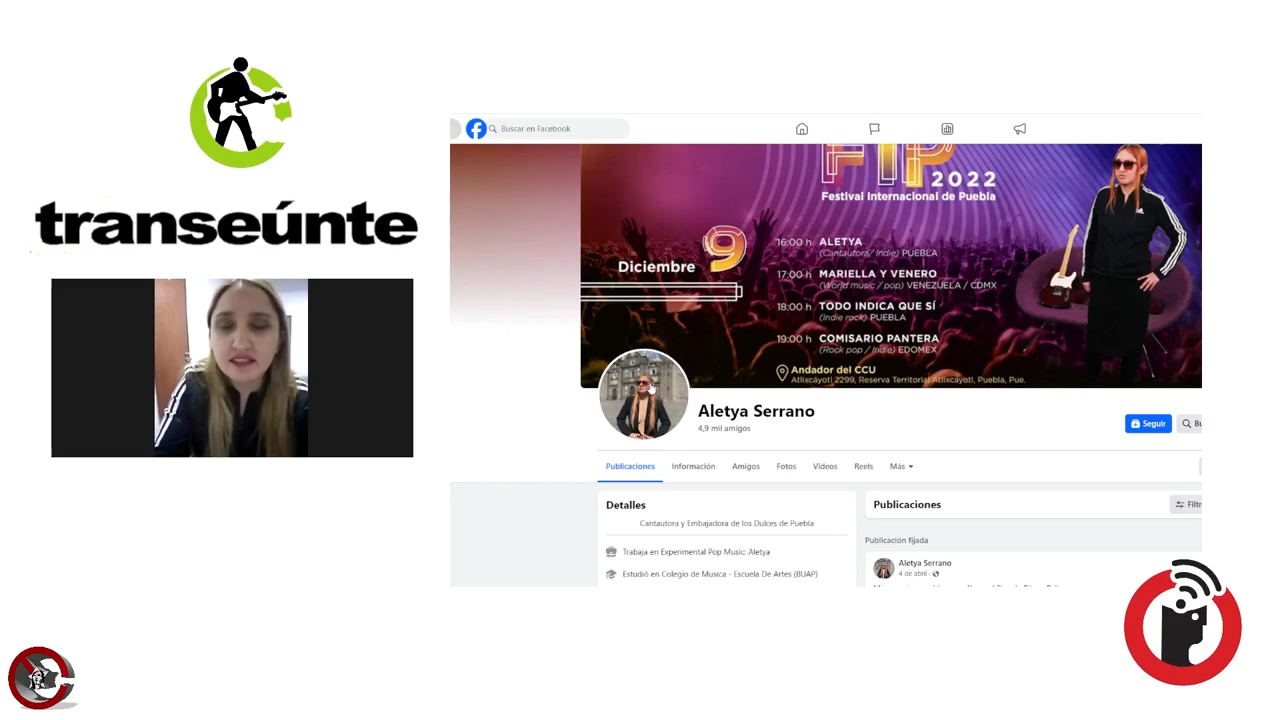 transeúnte
Buscar en Facebook
FIP
2022
Festival Internacional de Puebla
Diciembre 9
16:00 h ALETYA
(Cantautora/ Indie) PUEBLA
17:00 h MARIELLA Y VENERO
(World music / pop) VENEZUELA / CDMX
18:00 h TODO INDICA QUE SÍ
(Indie rock) PUEBLA
19:00 h COMISARIO PANTERA
(Rock pop / Indie) EDOMEX
Andador del CCU
Atlixcáyotl 2299, Reserva Territorial Atlixcáyotl, Puebla, Pue.
Aletya Serrano
4,9 mil amigos
Seguir
Bu
Publicaciones Información Amigos Fotos Videos Reels Más
Detalles
Cantautora y Embajadora de los Dulces de Puebla
Trabaja en Experimental Pop Music: Aletya
Estudió en Colegio de Musica - Escuela De Artes (BUAP)
Publicaciones
Filtr
Publicación fijada
Aletya Serrano
4 de abril